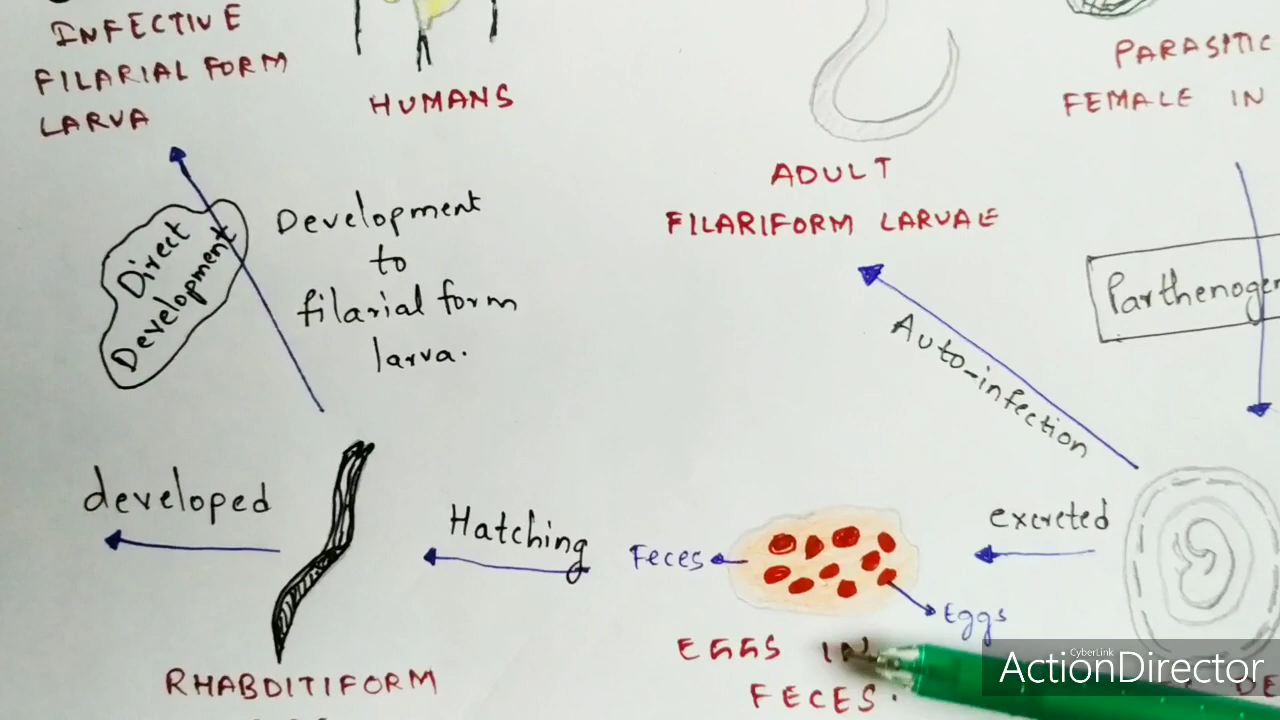 INFECTIVE
FILARIAL FORM
LARVA
HUMANS
ADULT
FILARIFORM LARVAE
PARASITIC
FEMALE IN
Direct
Development
Development
to
filarial form
larva.
Auto-infection
Parthenogen
developed
Hatching
Feces
excreted
Eggs
EGGS IN
FECES.
RHABDITIFORM
CyberLink
ActionDirector